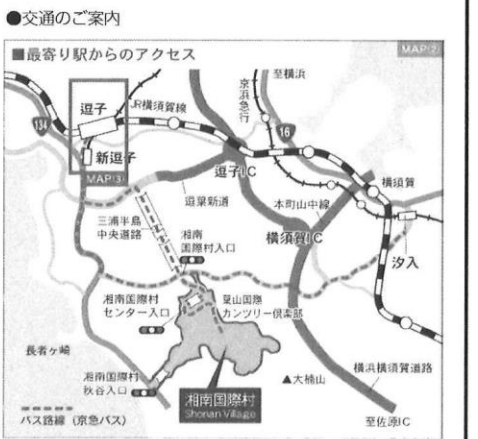 ●交通のご案内
■最寄り駅からのアクセス
MAP②
至横浜
京浜急行
逗子
JR横須賀線
134
16
新逗子
MAP③
逗子IC
横須賀
逗葉新道
本町山中線
三浦半島
中央道路
湘南
国際村入口
横須賀IC
汐入
湘南国際村
センター入口
葉山国際
カンツリー倶楽部
長者ヶ崎
湘南国際村
秋谷入口
▲大楠山
横浜横須賀道路
湘南国際村
Shonan Village
バス路線（京急バス）
至佐原IC